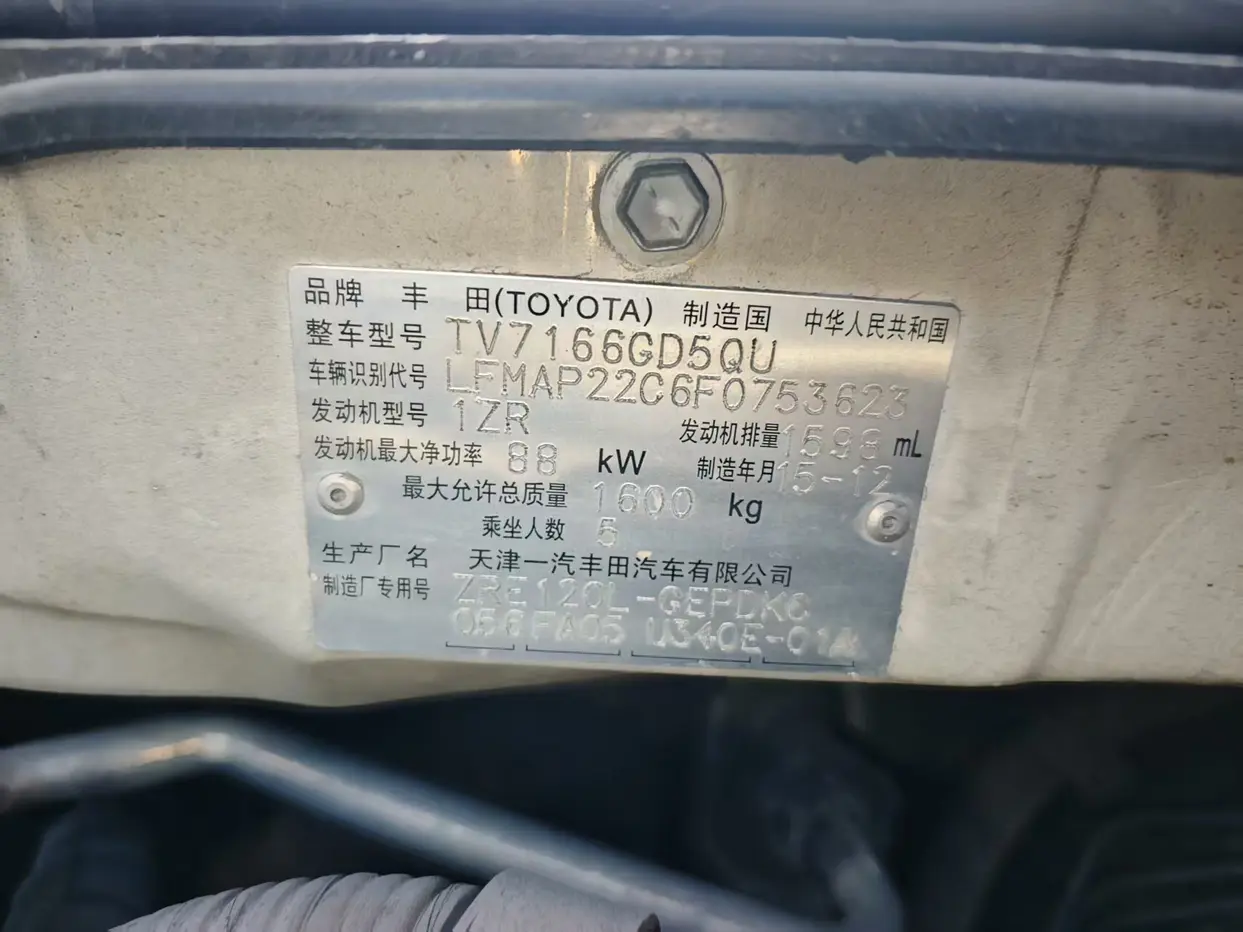 品牌 丰 田(TOYOTA) 制造国 中华人民共和国
整车型号 TV7166GD5QU
车辆识别代号 LFMAP22C6F0753623
发动机型号 1ZR 发动机排量 1598 mL
发动机最大净功率 88 kW 制造年月 15-12
最大允许总质量 1600 kg
乘坐人数 5
生产厂名 天津一汽丰田汽车有限公司
制造厂专用号 ZRE120L-GEPDKC
056 FA05 U340E-01A